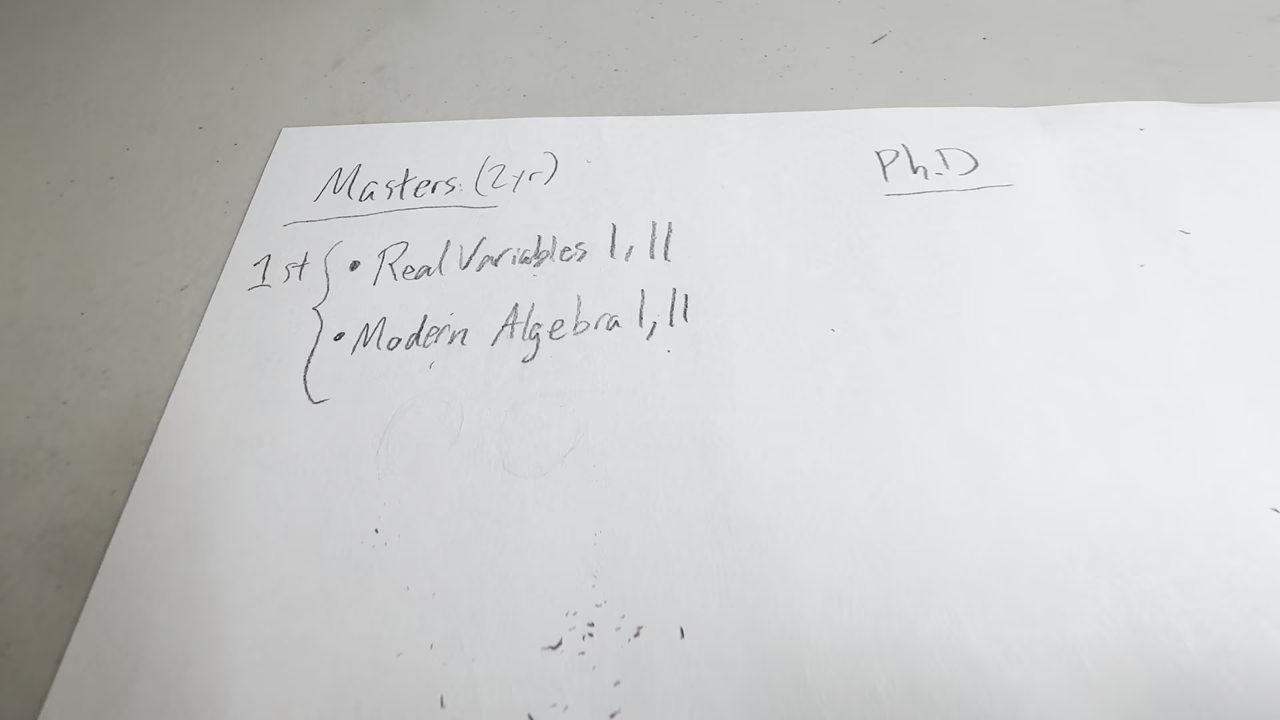 Masters (2yr)
Ph.D
1st { • Real Variables I, II
• Modern Algebra I, II